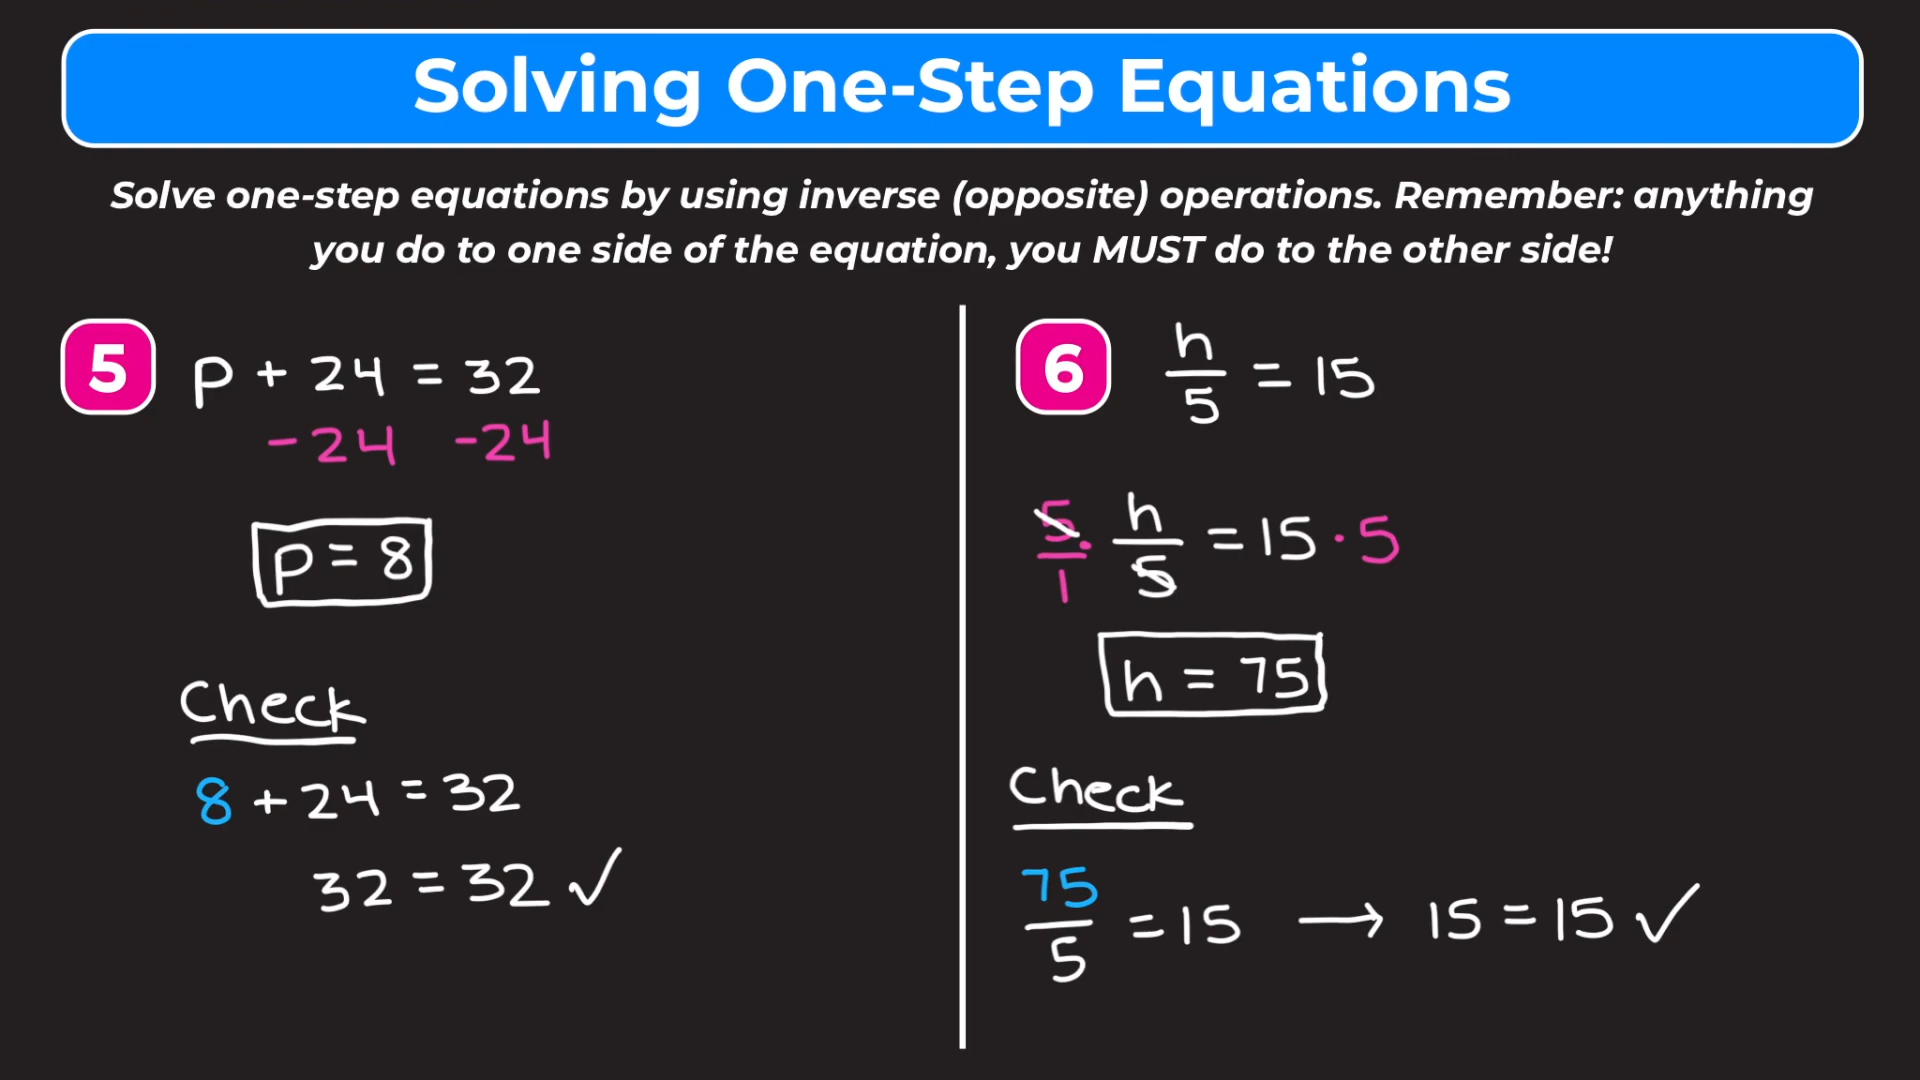 Solving One-Step Equations
Solve one-step equations by using inverse (opposite) operations. Remember: anything
you do to one side of the equation, you MUST do to the other side!
5
p + 24 = 32
-24 -24
p = 8
Check
8 + 24 = 32
32 = 32 ✓
6
h/5 = 15
5/1 · h/5 = 15 · 5
h = 75
Check
75/5 = 15 → 15 = 15 ✓